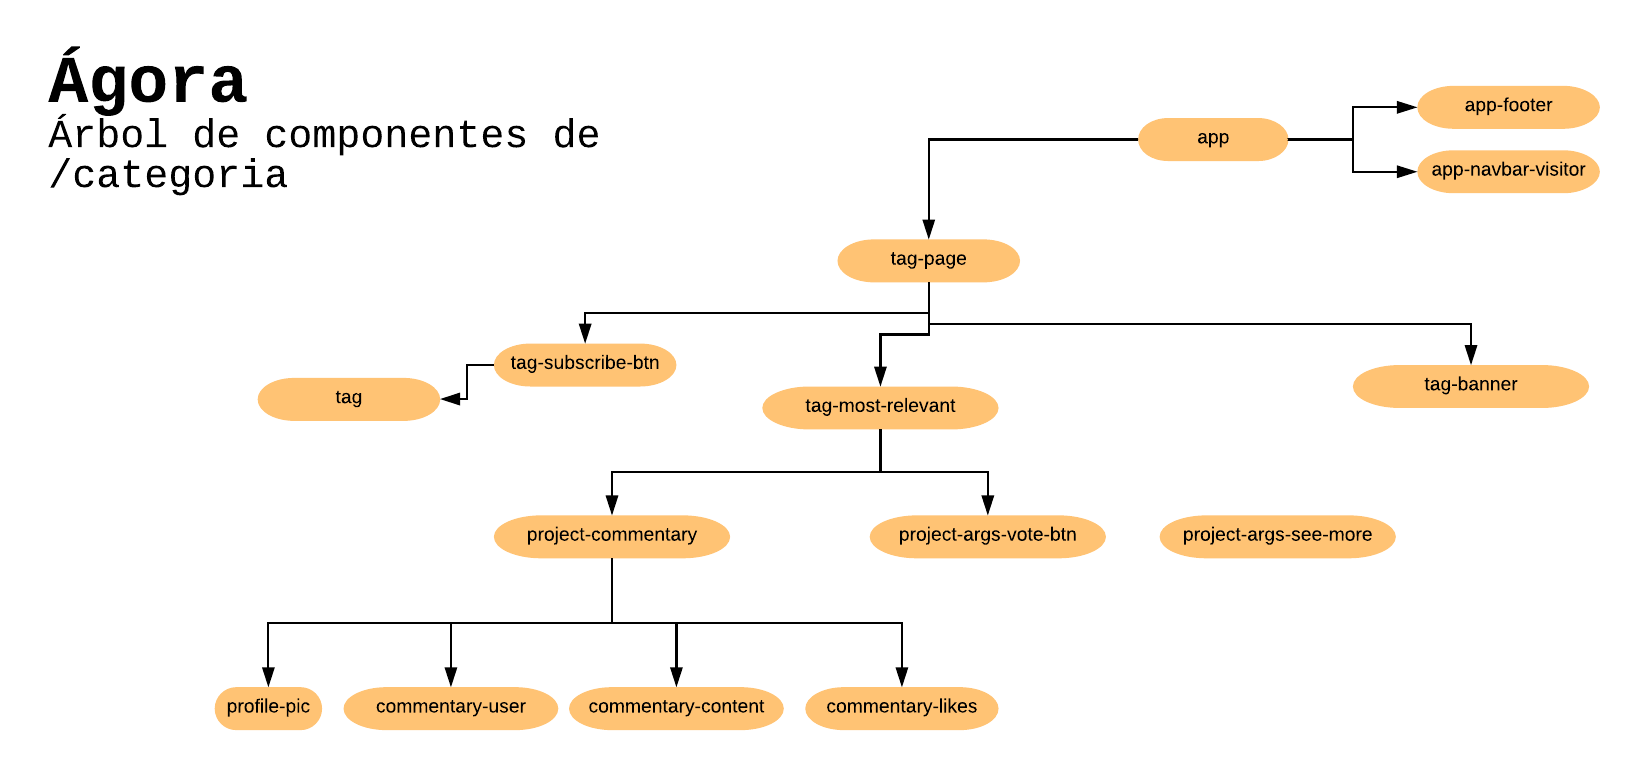 Ágora
Árbol de componentes de
/categoria
app-footer
app
app-navbar-visitor
tag-page
tag-subscribe-btn
tag
tag-most-relevant
tag-banner
project-commentary
project-args-vote-btn
project-args-see-more
profile-pic
commentary-user
commentary-content
commentary-likes